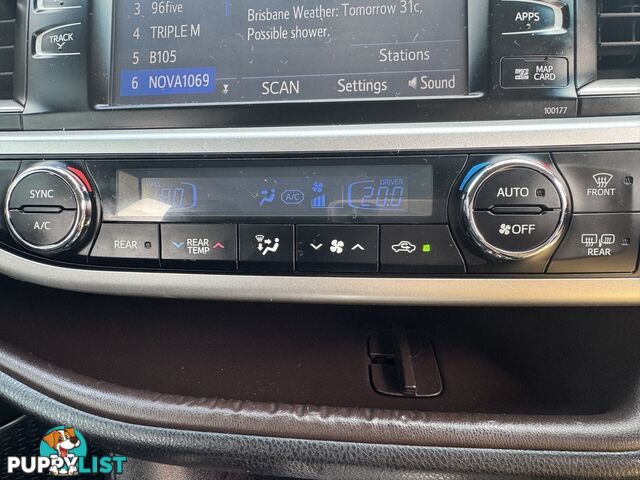 3 96five
4 TRIPLE M
5 B105
6 NOVA1069
Brisbane Weather: Tomorrow 31c,
Possible shower.
Stations
SCAN Settings Sound
TRACK
APPS
MAP
CARD
100177
SYNC
A/C
A/C
DRIVER
20.0
AUTO
OFF
FRONT
REAR
REAR
REAR
TEMP
PUPPYLIST